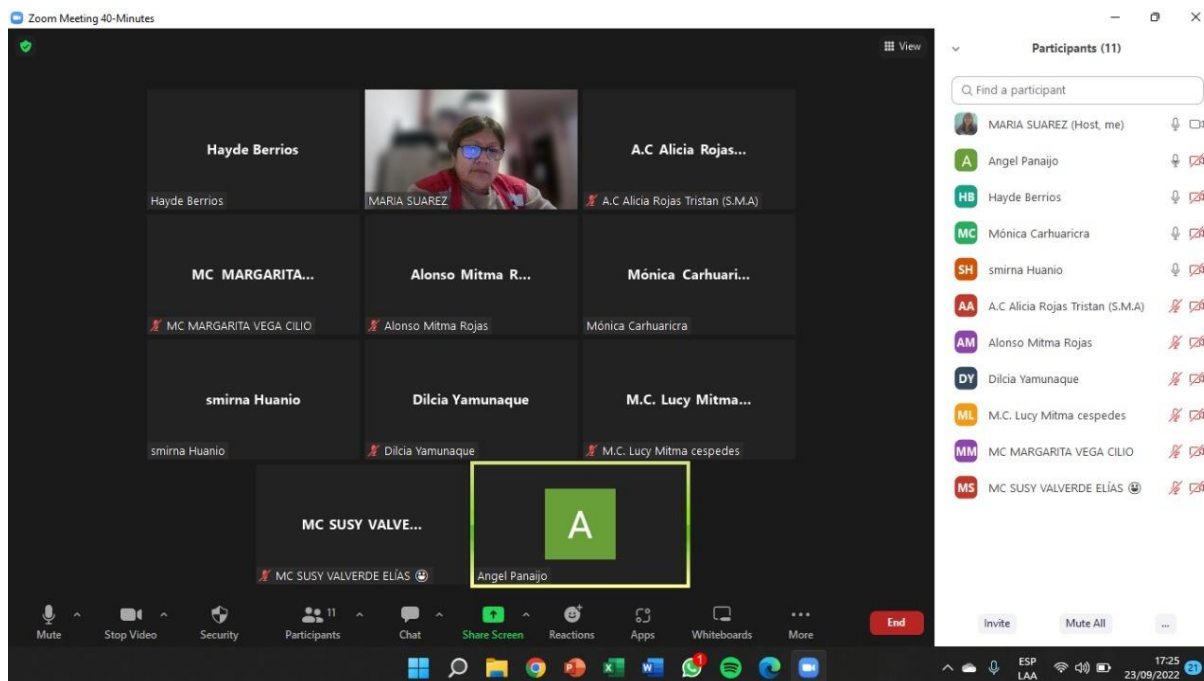 Zoom Meeting 40-Minutes
View
Hayde Berrios
Hayde Berrios
MARIA SUAREZ
A.C Alicia Rojas...
A.C Alicia Rojas Tristan (S.M.A)
MC MARGARITA...
MC MARGARITA VEGA CILIO
Alonso Mitma R...
Alonso Mitma Rojas
Mónica Carhuari...
Mónica Carhuaricra
smirna Huanio
smirna Huanio
Dilcia Yamunaque
Dilcia Yamunaque
M.C. Lucy Mitma...
M.C. Lucy Mitma cespedes
MC SUSY VALVE...
MC SUSY VALVERDE ELÍAS 😃
A
Angel Panaijo
Mute
Stop Video
Security
11
Participants
Chat
Share Screen
Reactions
Apps
Whiteboards
More
End
Participants (11)
Find a participant
MARIA SUAREZ (Host, me)
A Angel Panaijo
HB Hayde Berrios
MC Mónica Carhuaricra
SH smirna Huanio
AA A.C Alicia Rojas Tristan (S.M.A)
AM Alonso Mitma Rojas
DY Dilcia Yamunaque
ML M.C. Lucy Mitma cespedes
MM MC MARGARITA VEGA CILIO
MS MC SUSY VALVERDE ELÍAS 😃
Invite
Mute All
...
ESP
LAA
17:25
23/09/2022
21